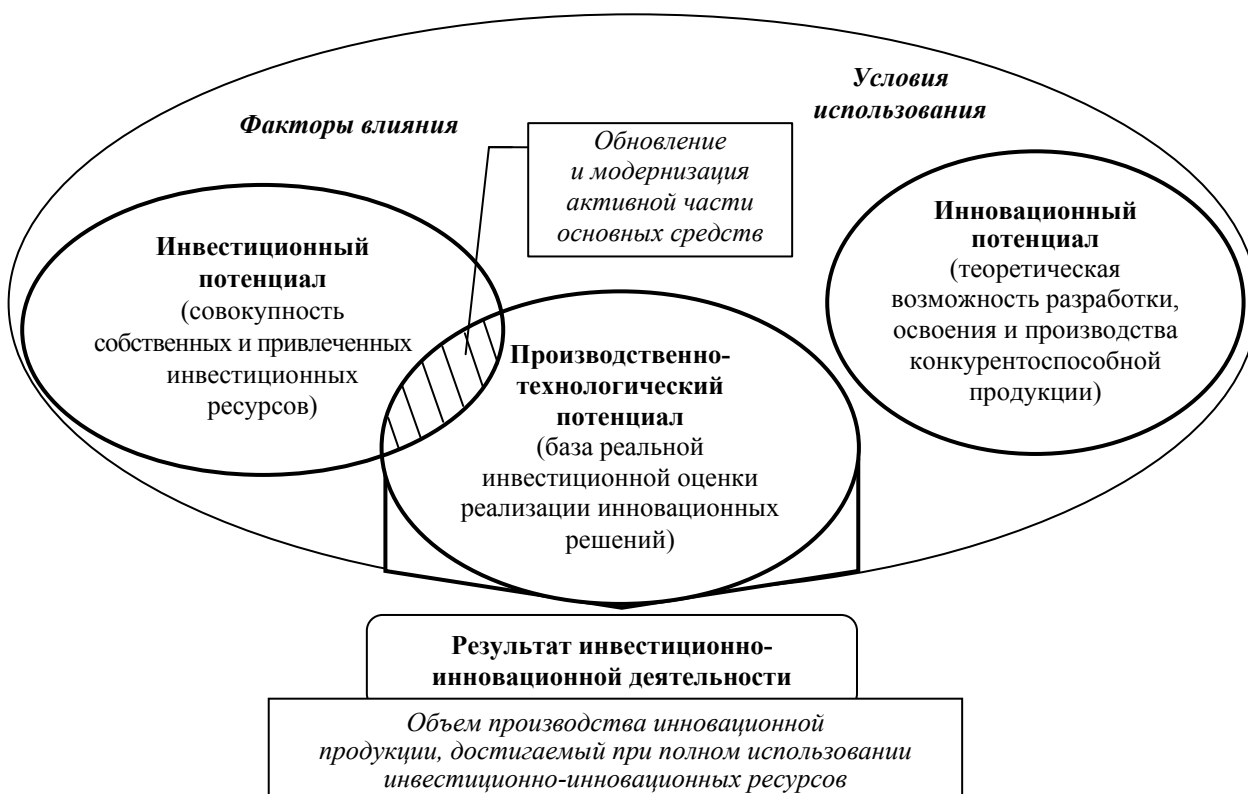 Условия
использования
Факторы влияния
Обновление
и модернизация
активной части
основных средств
Инвестиционный
потенциал
(совокупность
собственных и привлеченных
инвестиционных
ресурсов)
Производственно-
технологический
потенциал
(база реальной
инвестиционной оценки
реализации инновационных
решений)
Инновационный
потенциал
(теоретическая
возможность разработки,
освоения и производства
конкурентоспособной
продукции)
Результат инвестиционно-
инновационной деятельности
Объем производства инновационной
продукции, достигаемый при полном использовании
инвестиционно-инновационных ресурсов